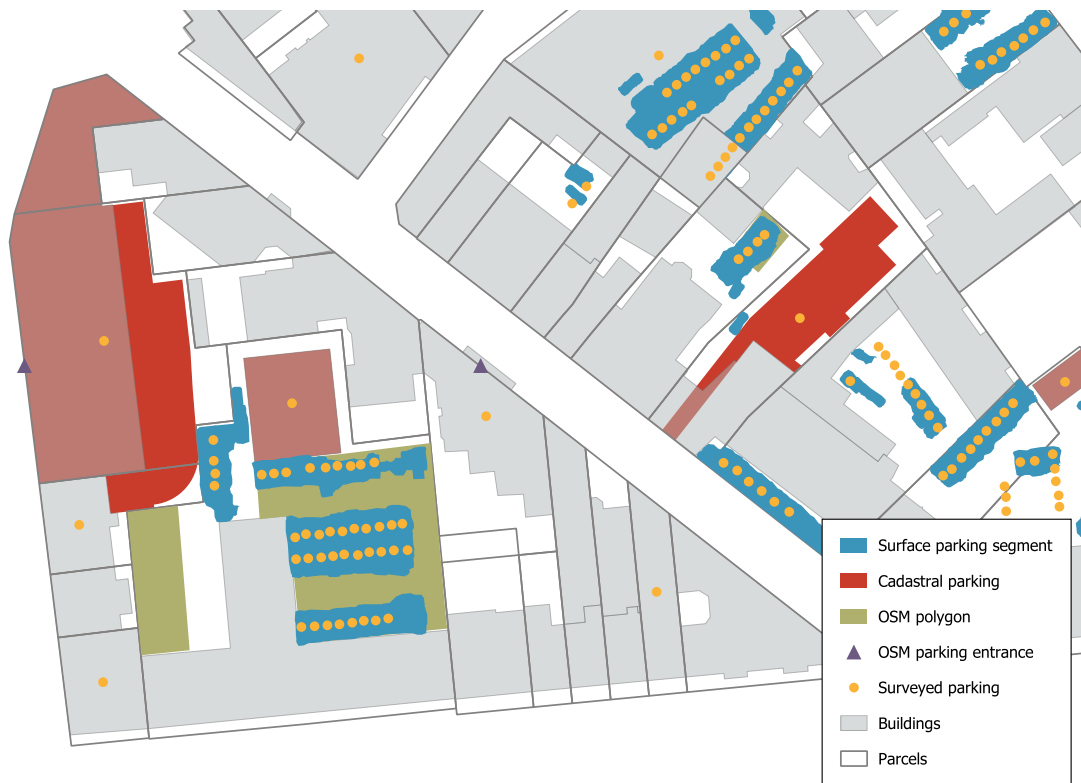 Surface parking segment
Cadastral parking
OSM polygon
OSM parking entrance
Surveyed parking
Buildings
Parcels